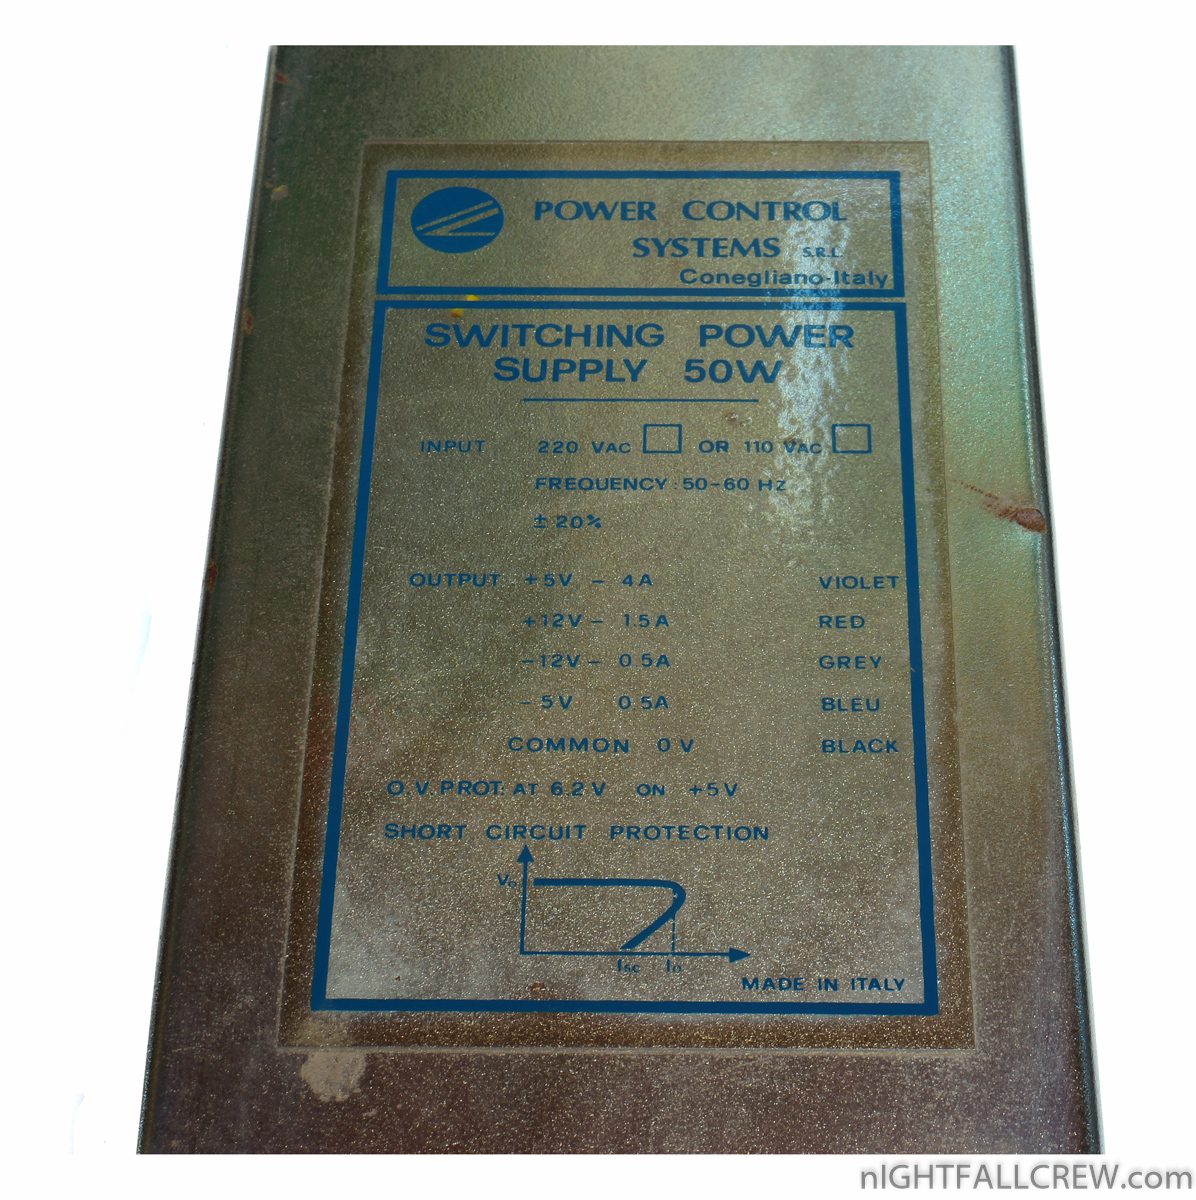 POWER CONTROL
SYSTEMS S.R.L.
Conegliano-Italy
SWITCHING POWER
SUPPLY 50W
INPUT 220 VAC OR 110 VAC
FREQUENCY: 50-60 HZ
± 20%
OUTPUT +5V - 4A VIOLET
+12V - 1.5A RED
-12V - 0.5A GREY
- 5V 0.5A BLEU
COMMON 0V BLACK
O.V. PROT: AT 6.2V ON +5V
SHORT CIRCUIT PROTECTION
Vo
Isc Io
MADE IN ITALY
nIGHTFALLCREW.com